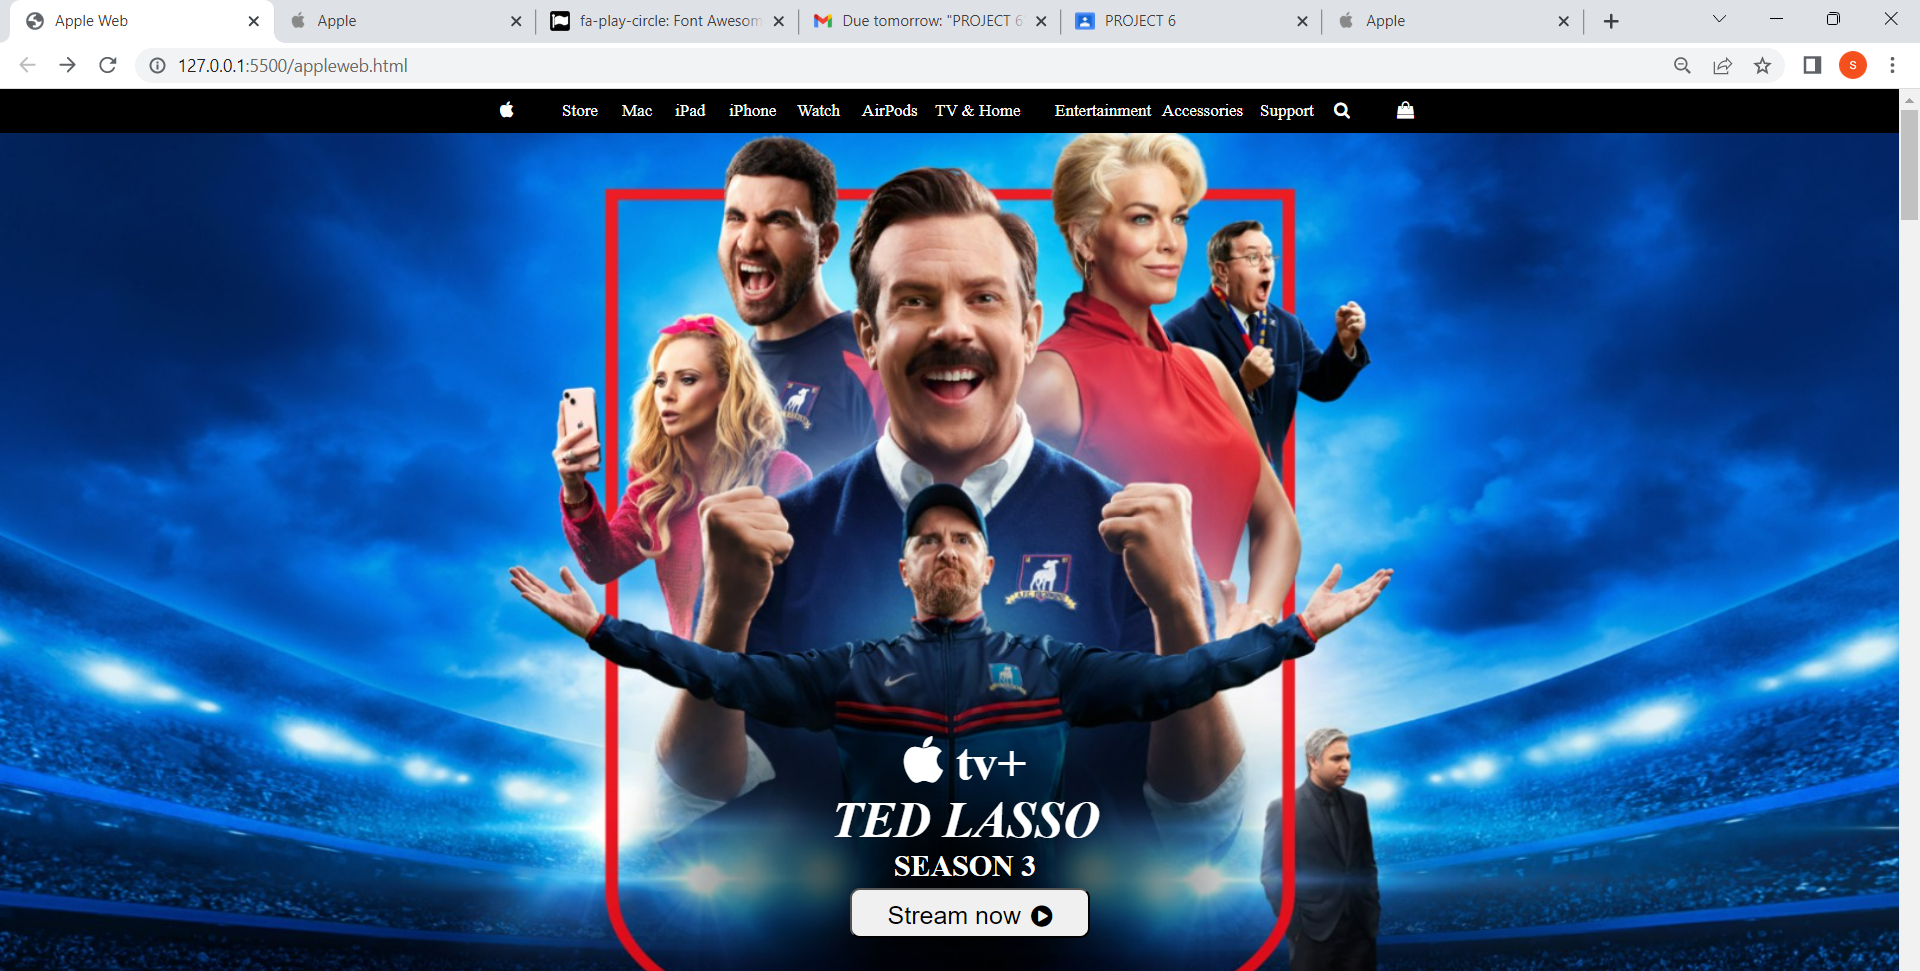 Apple Web
Apple
fa-play-circle: Font Awesom
Due tomorrow: "PROJECT 6
PROJECT 6
Apple
127.0.0.1:5500/appleweb.html
s
Store Mac iPad iPhone Watch AirPods TV & Home Entertainment Accessories Support
tv+
TED LASSO
SEASON 3
Stream now